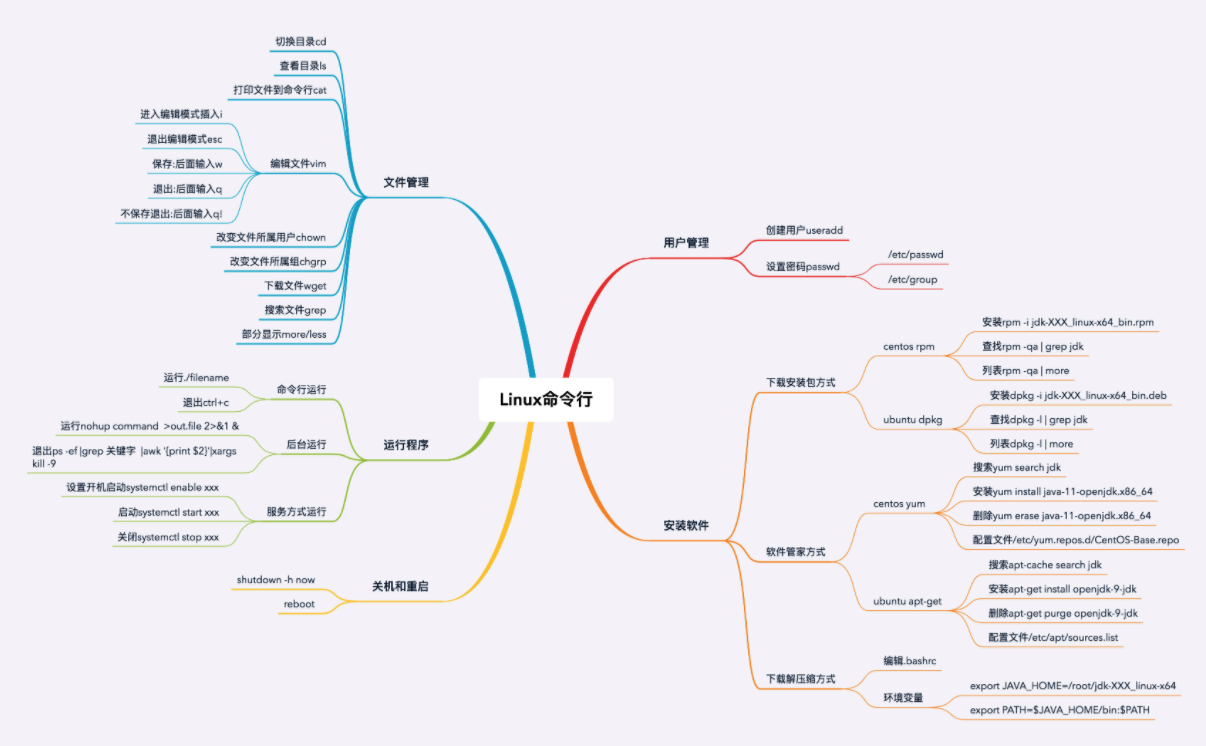 Linux命令行
文件管理
切换目录cd
查看目录ls
打印文件到命令行cat
编辑文件vim
进入编辑模式插入i
退出编辑模式esc
保存:后面输入w
退出:后面输入q
不保存退出:后面输入q!
改变文件所属用户chown
改变文件所属组chgrp
下载文件wget
搜索文件grep
部分显示more/less
运行程序
命令行运行
运行./filename
退出ctrl+c
后台运行
运行nohup command  >out.file 2>&1 &
退出ps -ef |grep 关键字  |awk '{print $2}'|xargs
kill -9
服务方式运行
设置开机启动systemctl enable xxx
启动systemctl start xxx
关闭systemctl stop xxx
关机和重启
shutdown -h now
reboot
用户管理
创建用户useradd
设置密码passwd
/etc/passwd
/etc/group
安装软件
下载安装包方式
centos rpm
安装rpm -i jdk-XXX_linux-x64_bin.rpm
查找rpm -qa | grep jdk
列表rpm -qa | more
ubuntu dpkg
安装dpkg -i jdk-XXX_linux-x64_bin.deb
查找dpkg -l | grep jdk
列表dpkg -l | more
软件管家方式
centos yum
搜索yum search jdk
安装yum install java-11-openjdk.x86_64
删除yum erase java-11-openjdk.x86_64
配置文件/etc/yum.repos.d/CentOS-Base.repo
ubuntu apt-get
搜索apt-cache search jdk
安装apt-get install openjdk-9-jdk
删除apt-get purge openjdk-9-jdk
配置文件/etc/apt/sources.list
下载解压缩方式
编辑.bashrc
环境变量
export JAVA_HOME=/root/jdk-XXX_linux-x64
export PATH=$JAVA_HOME/bin:$PATH